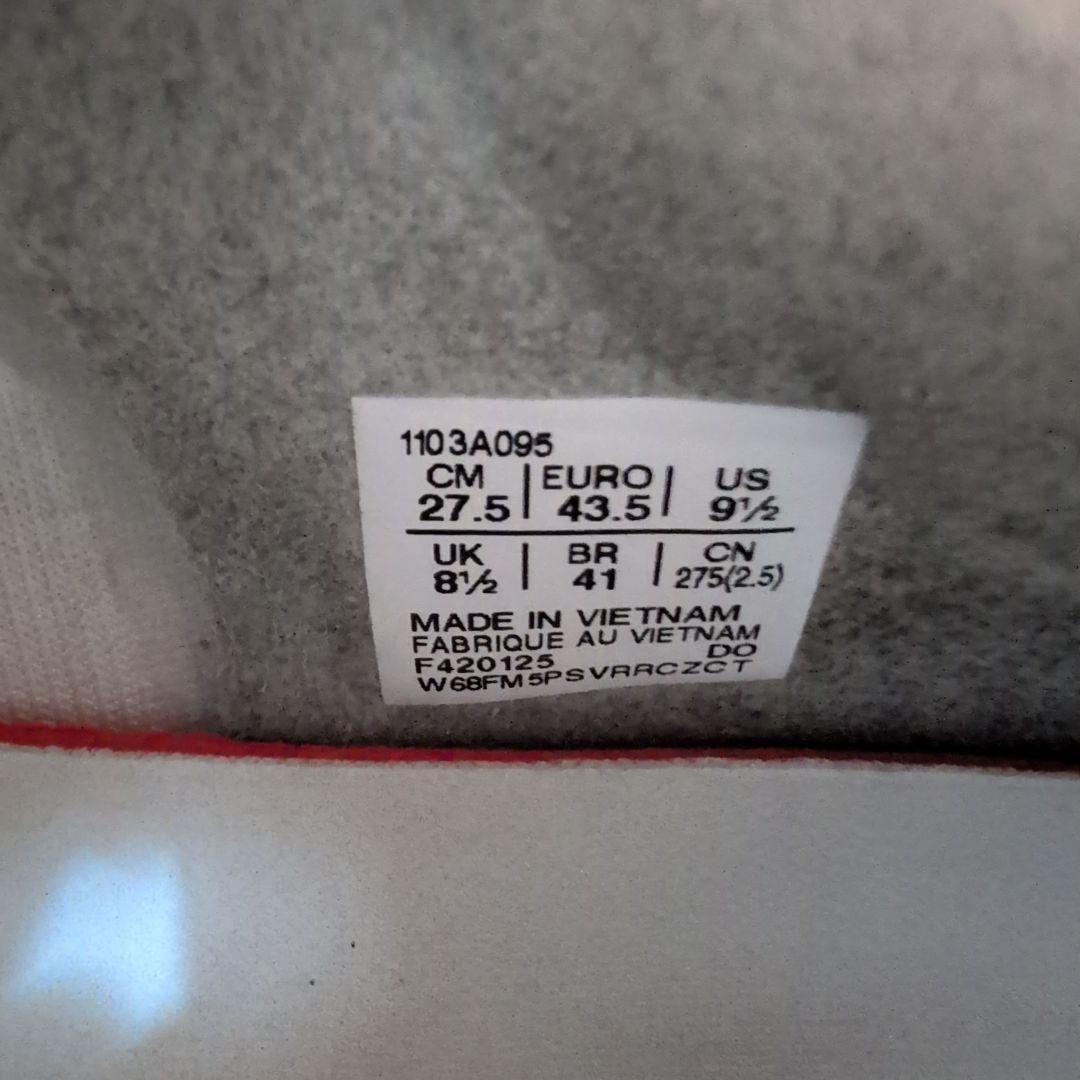 1103A095
CM | EURO | US
27.5 | 43.5 | 9½
UK | BR | CN
8½ | 41 | 275(2.5)
MADE IN VIETNAM
FABRIQUE AU VIETNAM
F420125 DO
W68FM5PSVRRCZCT